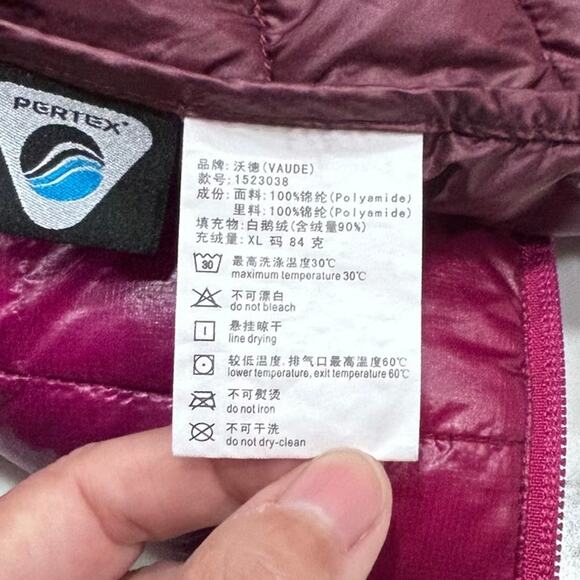 PERTEX
品牌: 沃德(VAUDE)
款号: 1523038
成份: 面料: 100%锦纶(Polyamide)
里料: 100%锦纶(Polyamide)
填充物: 白鹅绒(含绒量90%)
充绒量: XL 码 84 克
30 最高洗涤温度30℃
maximum temperature 30℃
不可漂白
do not bleach
悬挂晾干
line drying
较低温度, 排气口最高温度60℃
lower temperature, exit temperature 60℃
不可熨烫
do not iron
不可干洗
do not dry-clean